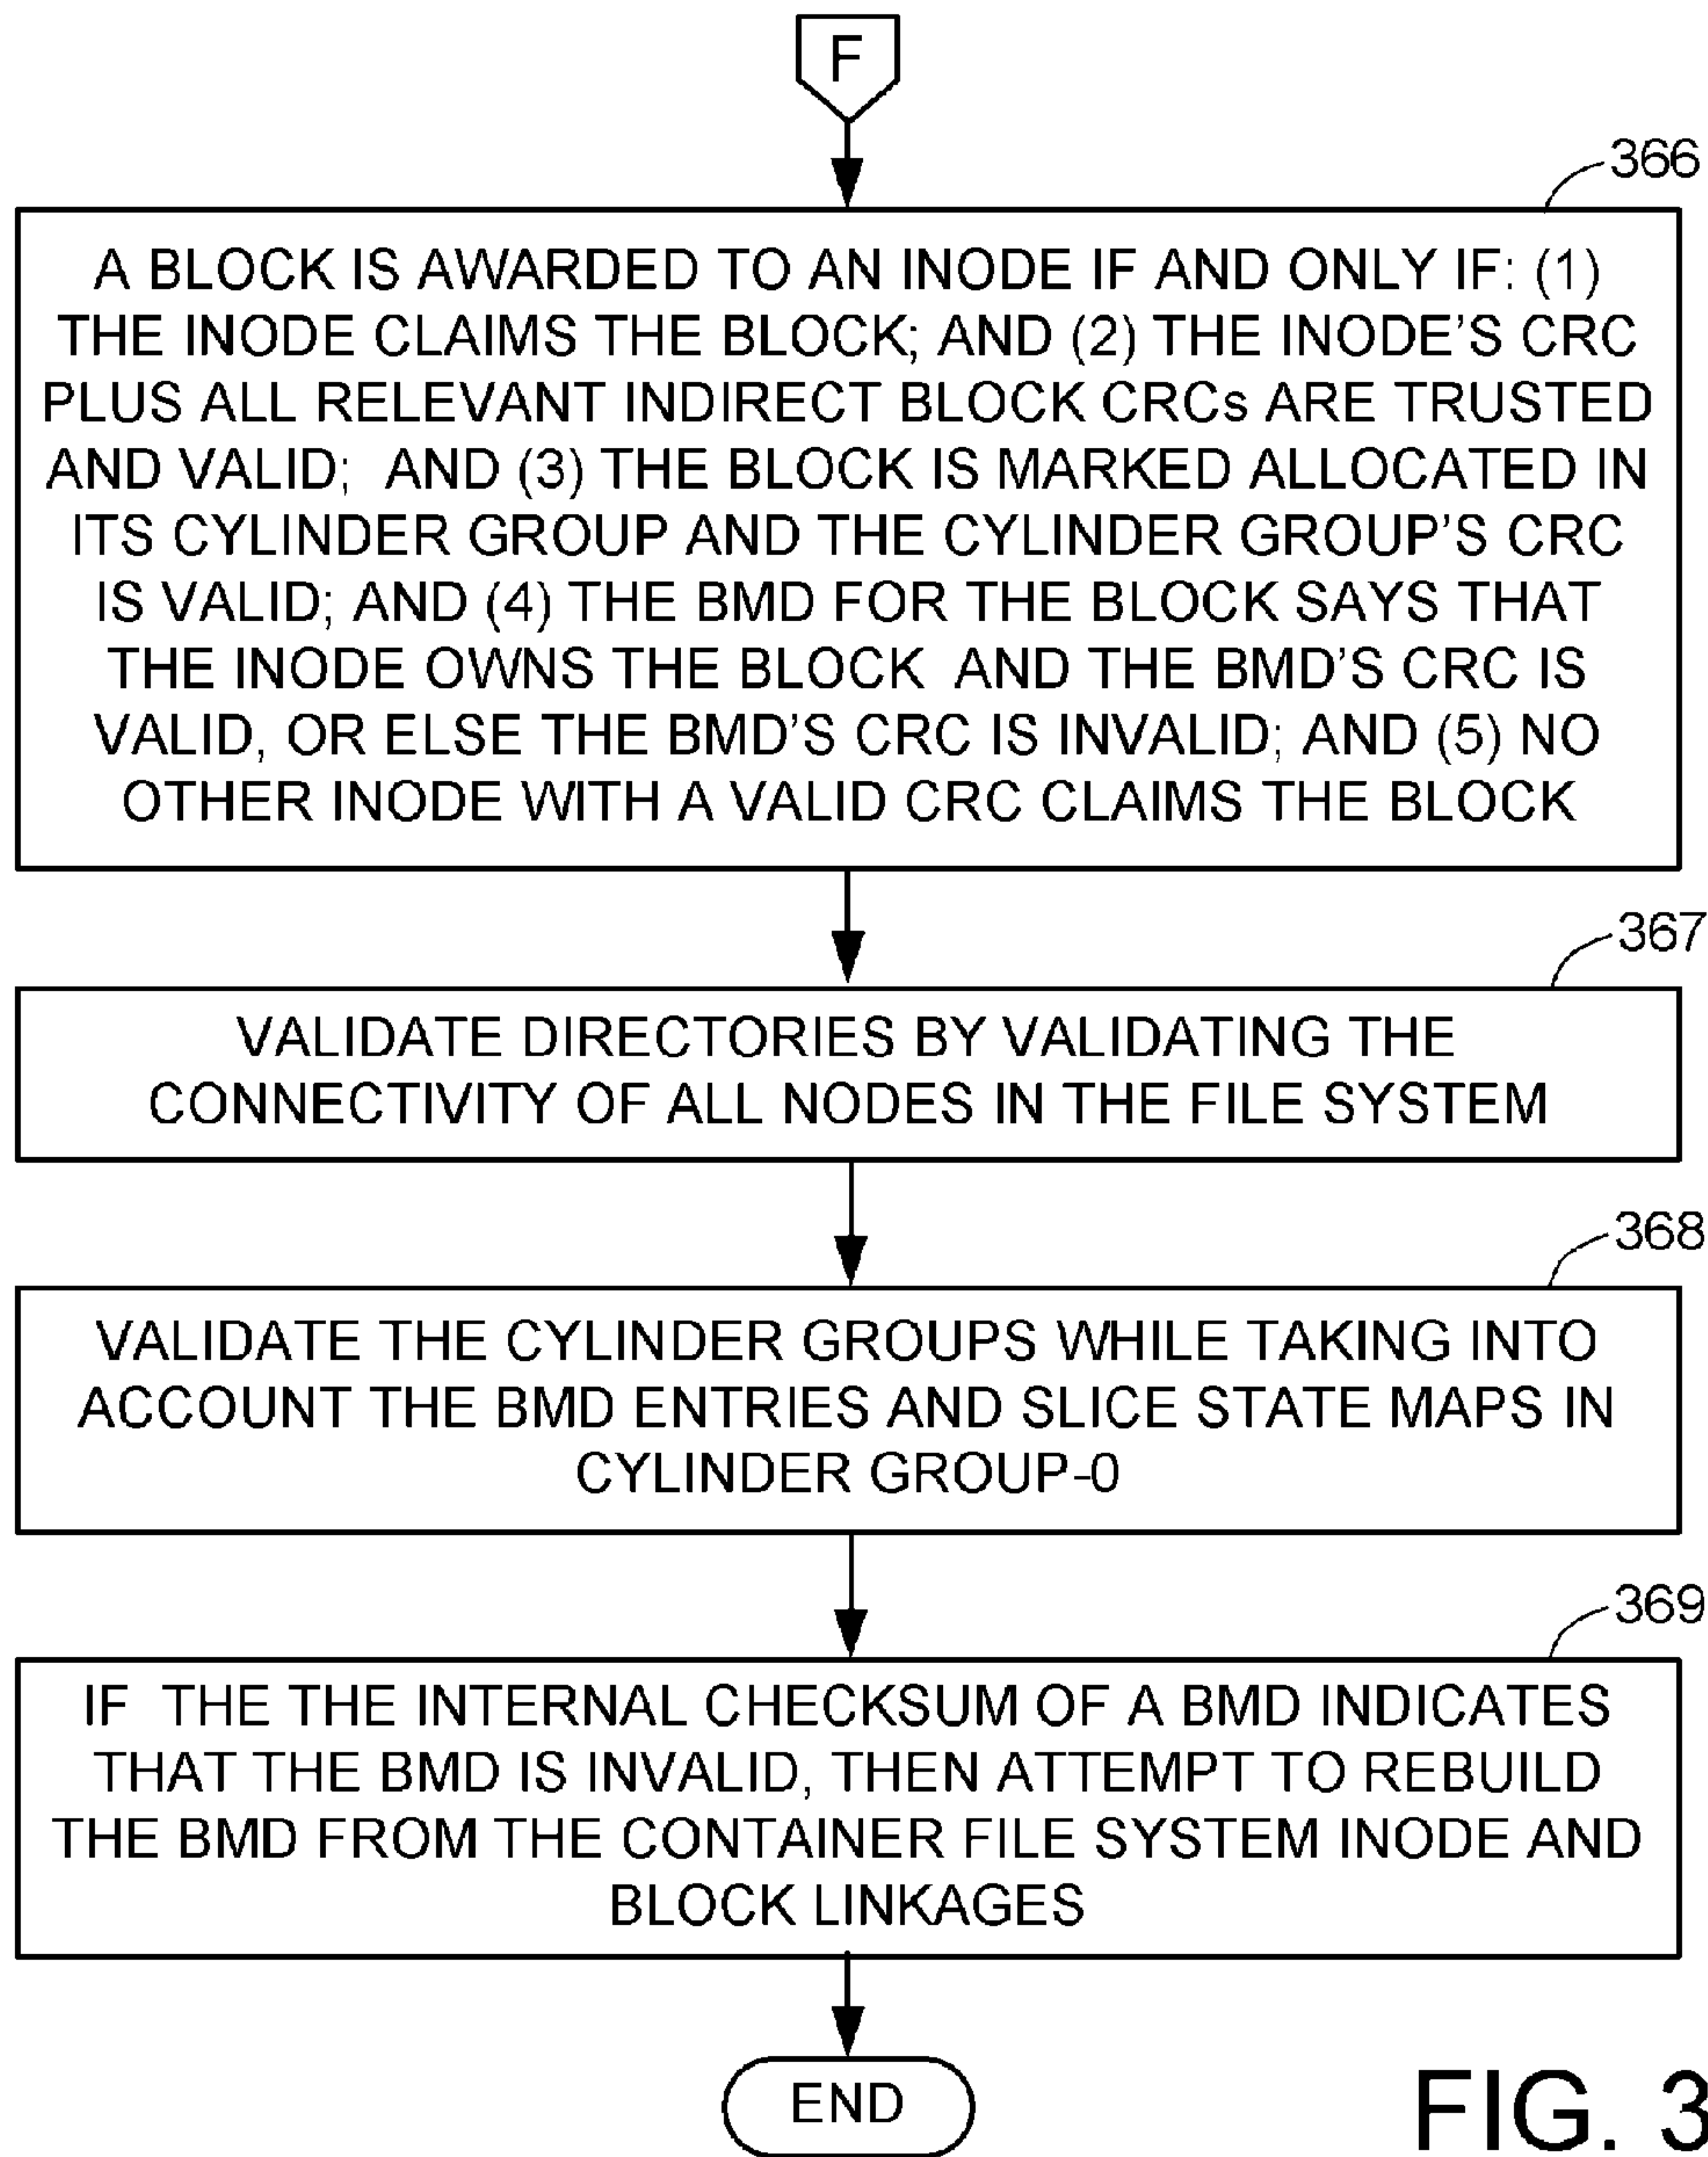 F
366
A BLOCK IS AWARDED TO AN INODE IF AND ONLY IF: (1)
THE INODE CLAIMS THE BLOCK; AND (2) THE INODE'S CRC
PLUS ALL RELEVANT INDIRECT BLOCK CRCs ARE TRUSTED
AND VALID; AND (3) THE BLOCK IS MARKED ALLOCATED IN
ITS CYLINDER GROUP AND THE CYLINDER GROUP'S CRC
IS VALID; AND (4) THE BMD FOR THE BLOCK SAYS THAT
THE INODE OWNS THE BLOCK AND THE BMD'S CRC IS
VALID, OR ELSE THE BMD'S CRC IS INVALID; AND (5) NO
OTHER INODE WITH A VALID CRC CLAIMS THE BLOCK
367
VALIDATE DIRECTORIES BY VALIDATING THE
CONNECTIVITY OF ALL NODES IN THE FILE SYSTEM
368
VALIDATE THE CYLINDER GROUPS WHILE TAKING INTO
ACCOUNT THE BMD ENTRIES AND SLICE STATE MAPS IN
CYLINDER GROUP-0
369
IF THE THE INTERNAL CHECKSUM OF A BMD INDICATES
THAT THE BMD IS INVALID, THEN ATTEMPT TO REBUILD
THE BMD FROM THE CONTAINER FILE SYSTEM INODE AND
BLOCK LINKAGES
END
FIG. 3